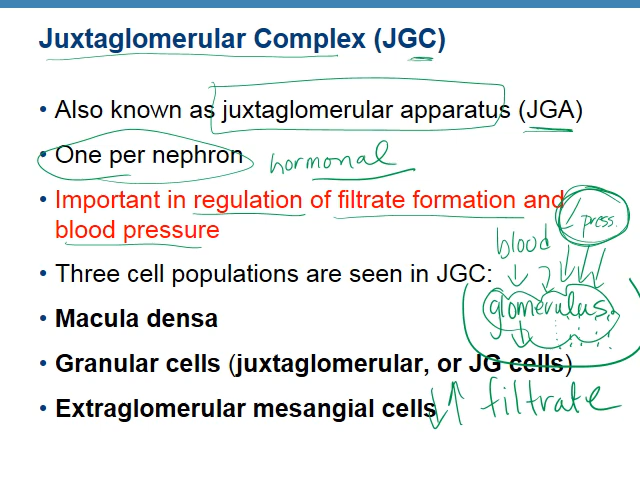 Juxtaglomerular Complex (JGC)
• Also known as juxtaglomerular apparatus (JGA)
• One per nephron
hormonal
• Important in regulation of filtrate formation and
blood pressure
press.
blood
• Three cell populations are seen in JGC:
glomerulus
• Macula densa
• Granular cells (juxtaglomerular, or JG cells)
• Extraglomerular mesangial cells
↓↑ filtrate